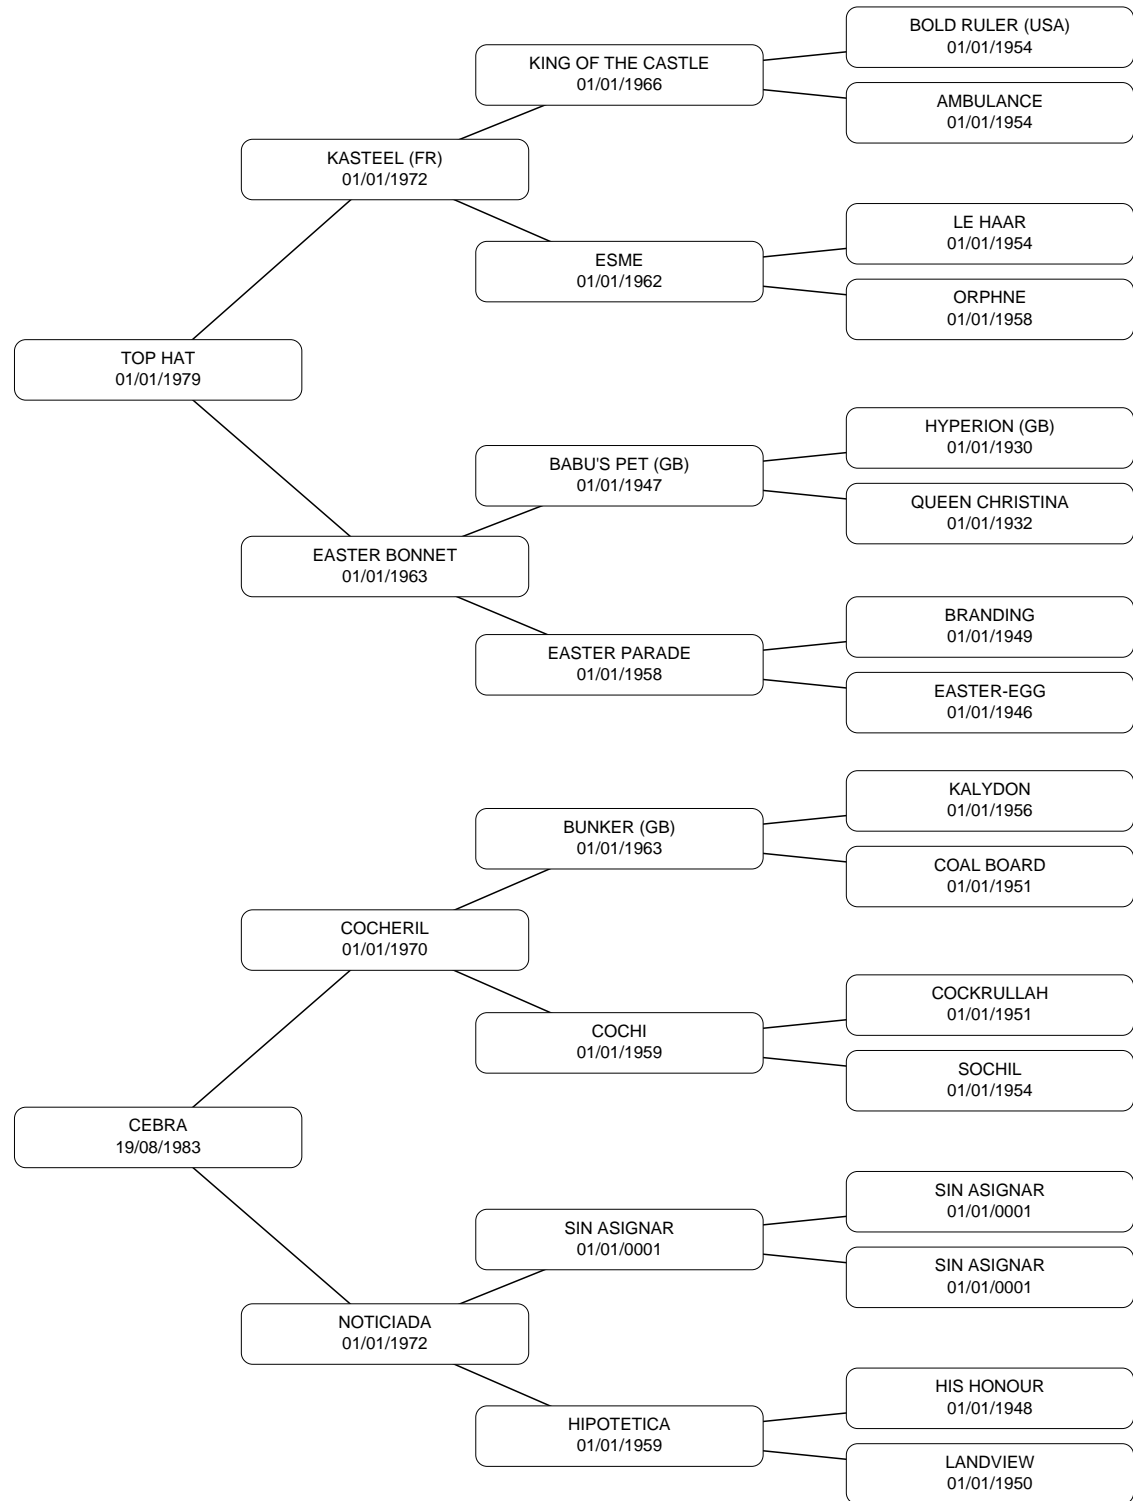 BOLD RULER (USA)
01/01/1954
KING OF THE CASTLE
01/01/1966
AMBULANCE
01/01/1954
KASTEEL (FR)
01/01/1972
LE HAAR
01/01/1954
ESME
01/01/1962
ORPHNE
01/01/1958
TOP HAT
01/01/1979
HYPERION (GB)
01/01/1930
BABU'S PET (GB)
01/01/1947
QUEEN CHRISTINA
01/01/1932
EASTER BONNET
01/01/1963
BRANDING
01/01/1949
EASTER PARADE
01/01/1958
EASTER-EGG
01/01/1946
KALYDON
01/01/1956
BUNKER (GB)
01/01/1963
COAL BOARD
01/01/1951
COCHERIL
01/01/1970
COCKRULLAH
01/01/1951
COCHI
01/01/1959
SOCHIL
01/01/1954
CEBRA
19/08/1983
SIN ASIGNAR
01/01/0001
SIN ASIGNAR
01/01/0001
SIN ASIGNAR
01/01/0001
NOTICIADA
01/01/1972
HIS HONOUR
01/01/1948
HIPOTETICA
01/01/1959
LANDVIEW
01/01/1950